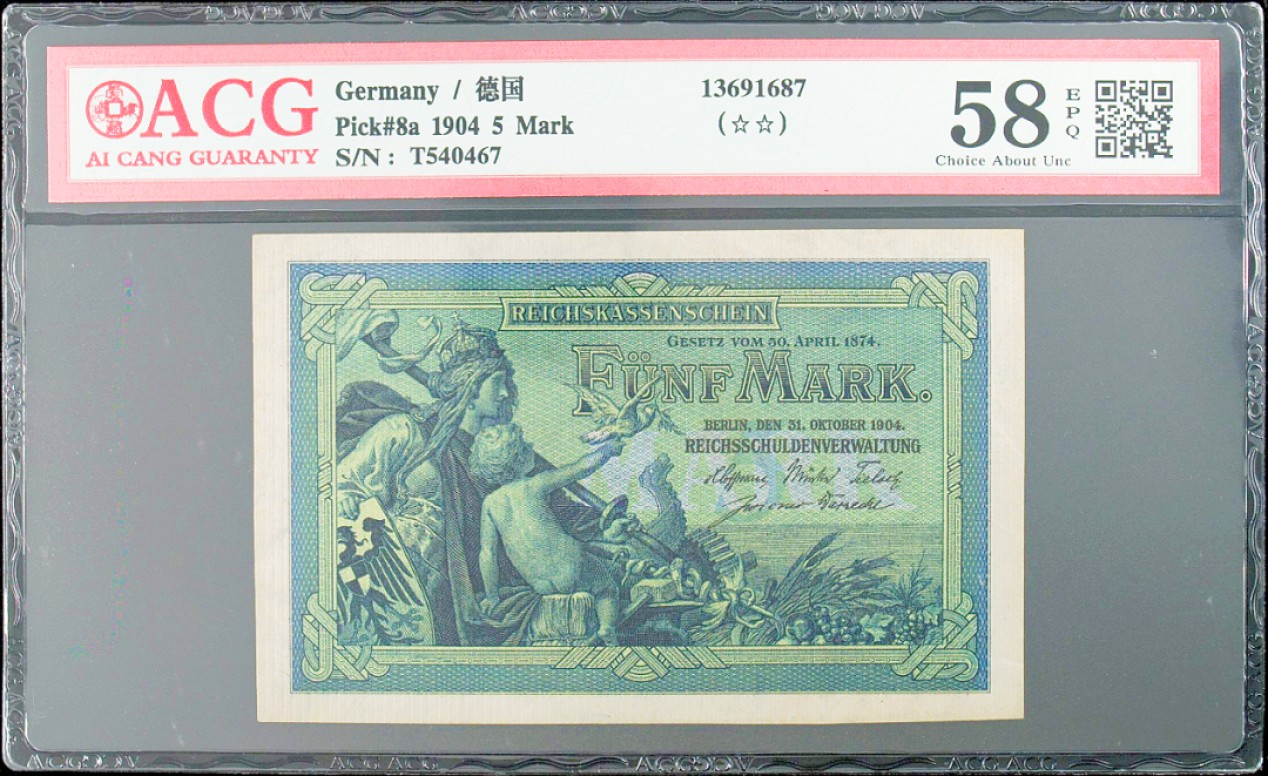 ACG
AI CANG GUARANTY
Germany / 德国
Pick#8a 1904 5 Mark
S/N : T540467
13691687
(☆☆)
58
EPQ
Choice About Unc
REICHSKASSENSCHEIN
GESETZ VOM 30. APRIL 1874.
FÜNF MARK.
BERLIN, DEN 31. OKTOBER 1904.
REICHSSCHULDENVERWALTUNG